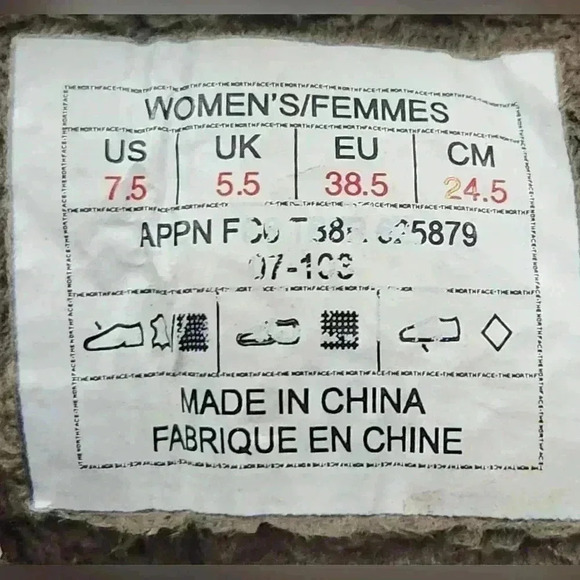 WOMEN'S/FEMMES
US UK EU CM
7.5 5.5 38.5 24.5
APPN
MADE IN CHINA
FABRIQUE EN CHINE